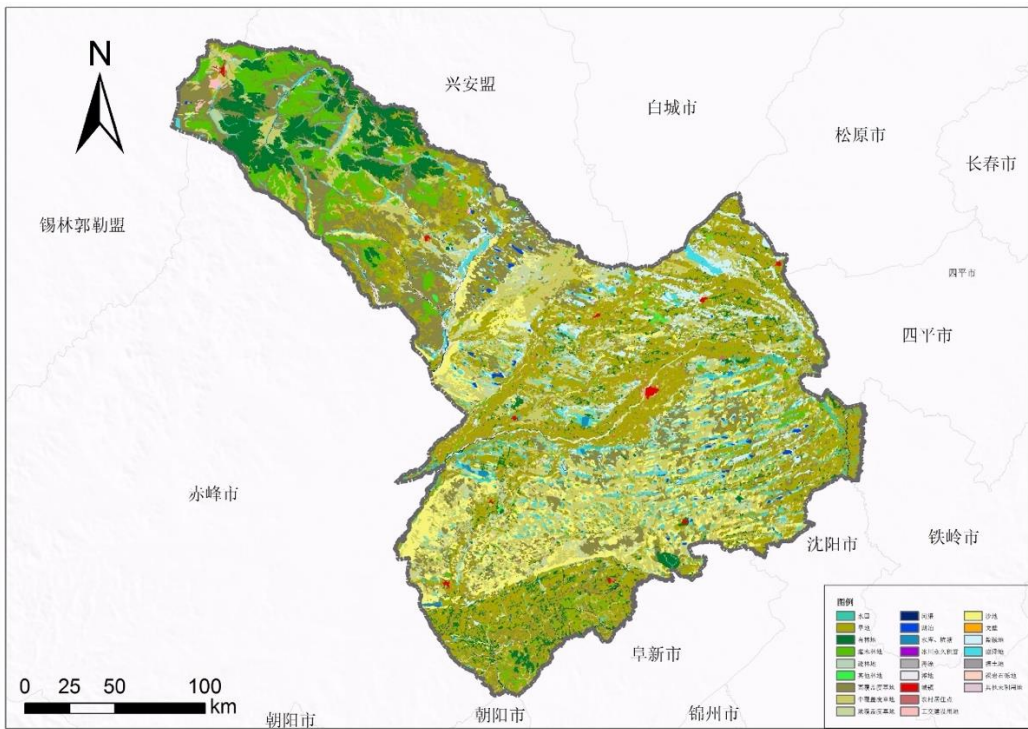 N
兴安盟
白城市
松原市
长春市
锡林郭勒盟
四平市
四平市
赤峰市
沈阳市
铁岭市
阜新市
朝阳市
朝阳市
锦州市
0 25 50 100
km
图例
水田
旱地
有林地
灌木林地
疏林地
其他林地
高覆盖度草地
中覆盖度草地
低覆盖度草地
河渠
湖泊
水库、坑塘
冰川永久积雪
海涂
滩地
城镇
农村居住点
工交建设用地
沙地
戈壁
盐碱地
沼泽地
裸土地
裸岩石砾地
其他未利用地